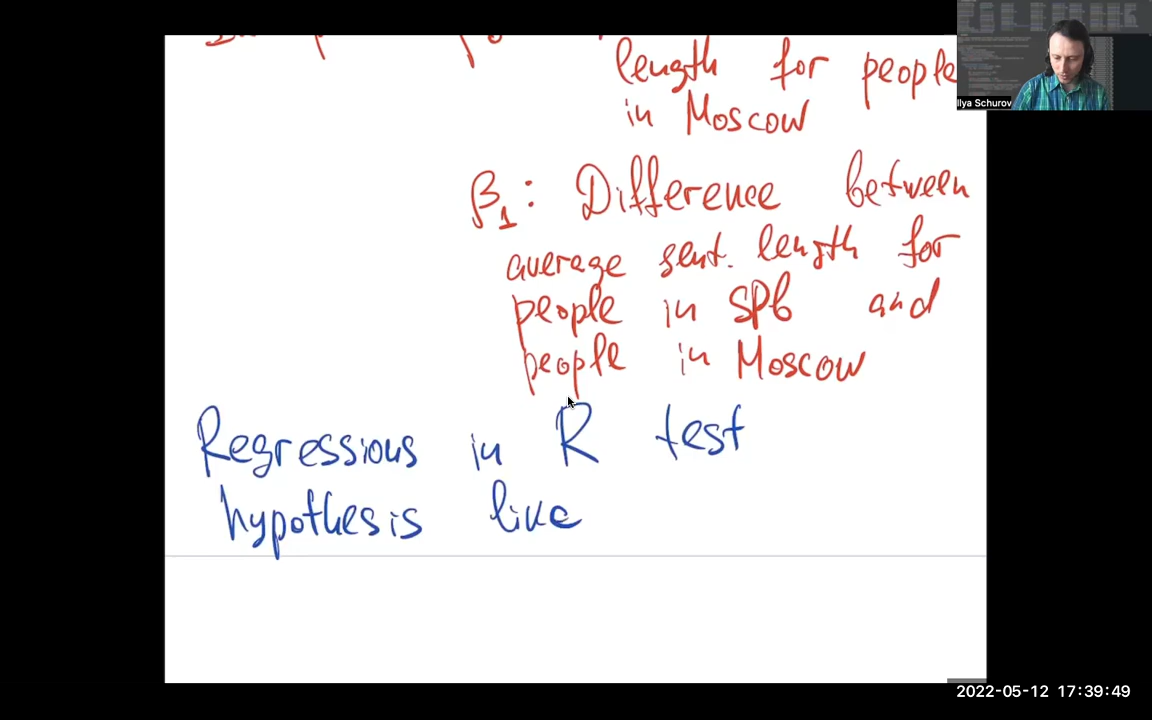 length for people
in Moscow
β₁: Difference between
average sent. length for
people in SPb and
people in Moscow
Regressions in R test
hypothesis like
Ilya Schurov
2022-05-12 17:39:49